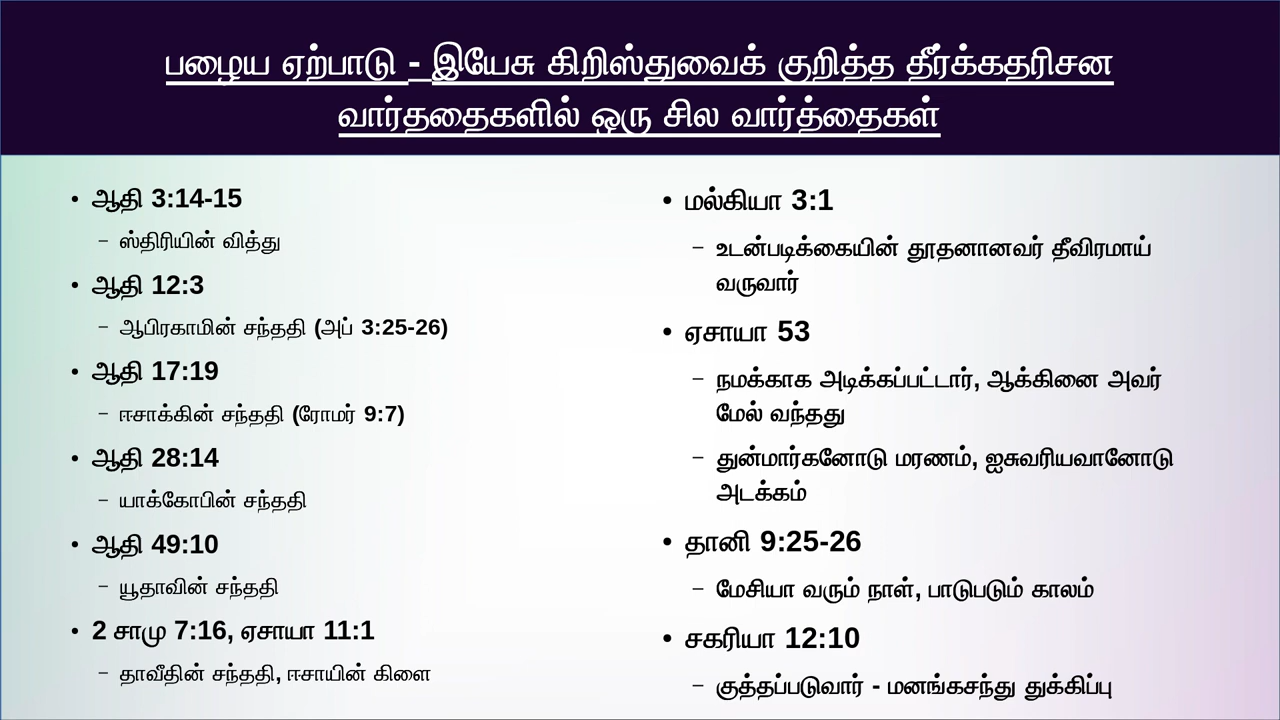 பழைய ஏற்பாடு - இயேசு கிறிஸ்துவைக் குறித்த தீர்க்கதரிசன
வார்ததைகளில் ஒரு சில வார்த்தைகள்
• ஆதி 3:14-15
– ஸ்திரியின் வித்து
• ஆதி 12:3
– ஆபிரகாமின் சந்ததி (அப் 3:25-26)
• ஆதி 17:19
– ஈசாக்கின் சந்ததி (ரோமர் 9:7)
• ஆதி 28:14
– யாக்கோபின் சந்ததி
• ஆதி 49:10
– யூதாவின் சந்ததி
• 2 சாமு 7:16, ஏசாயா 11:1
– தாவீதின் சந்ததி, ஈசாயின் கிளை
• மல்கியா 3:1
– உடன்படிக்கையின் தூதனானவர் தீவிரமாய்
வருவார்
• ஏசாயா 53
– நமக்காக அடிக்கப்பட்டார், ஆக்கினை அவர்
மேல் வந்தது
– துன்மார்கனோடு மரணம், ஐசுவரியவானோடு
அடக்கம்
• தானி 9:25-26
– மேசியா வரும் நாள், பாடுபடும் காலம்
• சகரியா 12:10
– குத்தப்படுவார் - மனங்கசந்து துக்கிப்பு